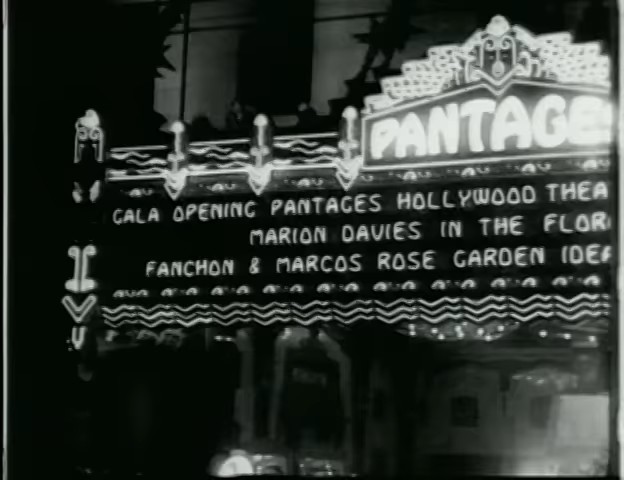 PANTAGE
GALA OPENING PANTAGES HOLLYWOOD THEA
MARION DAVIES IN THE FLOR
FANCHON & MARCOS ROSE GARDEN IDEA